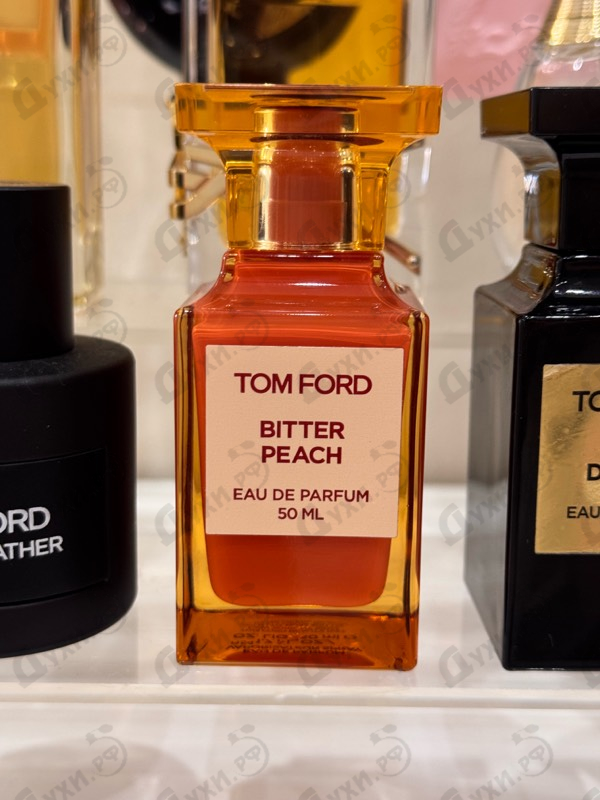 TOM FORD
BITTER
PEACH
EAU DE PARFUM
50 ML
ORD
ATHER
TO
D
EAU
Духи.рф